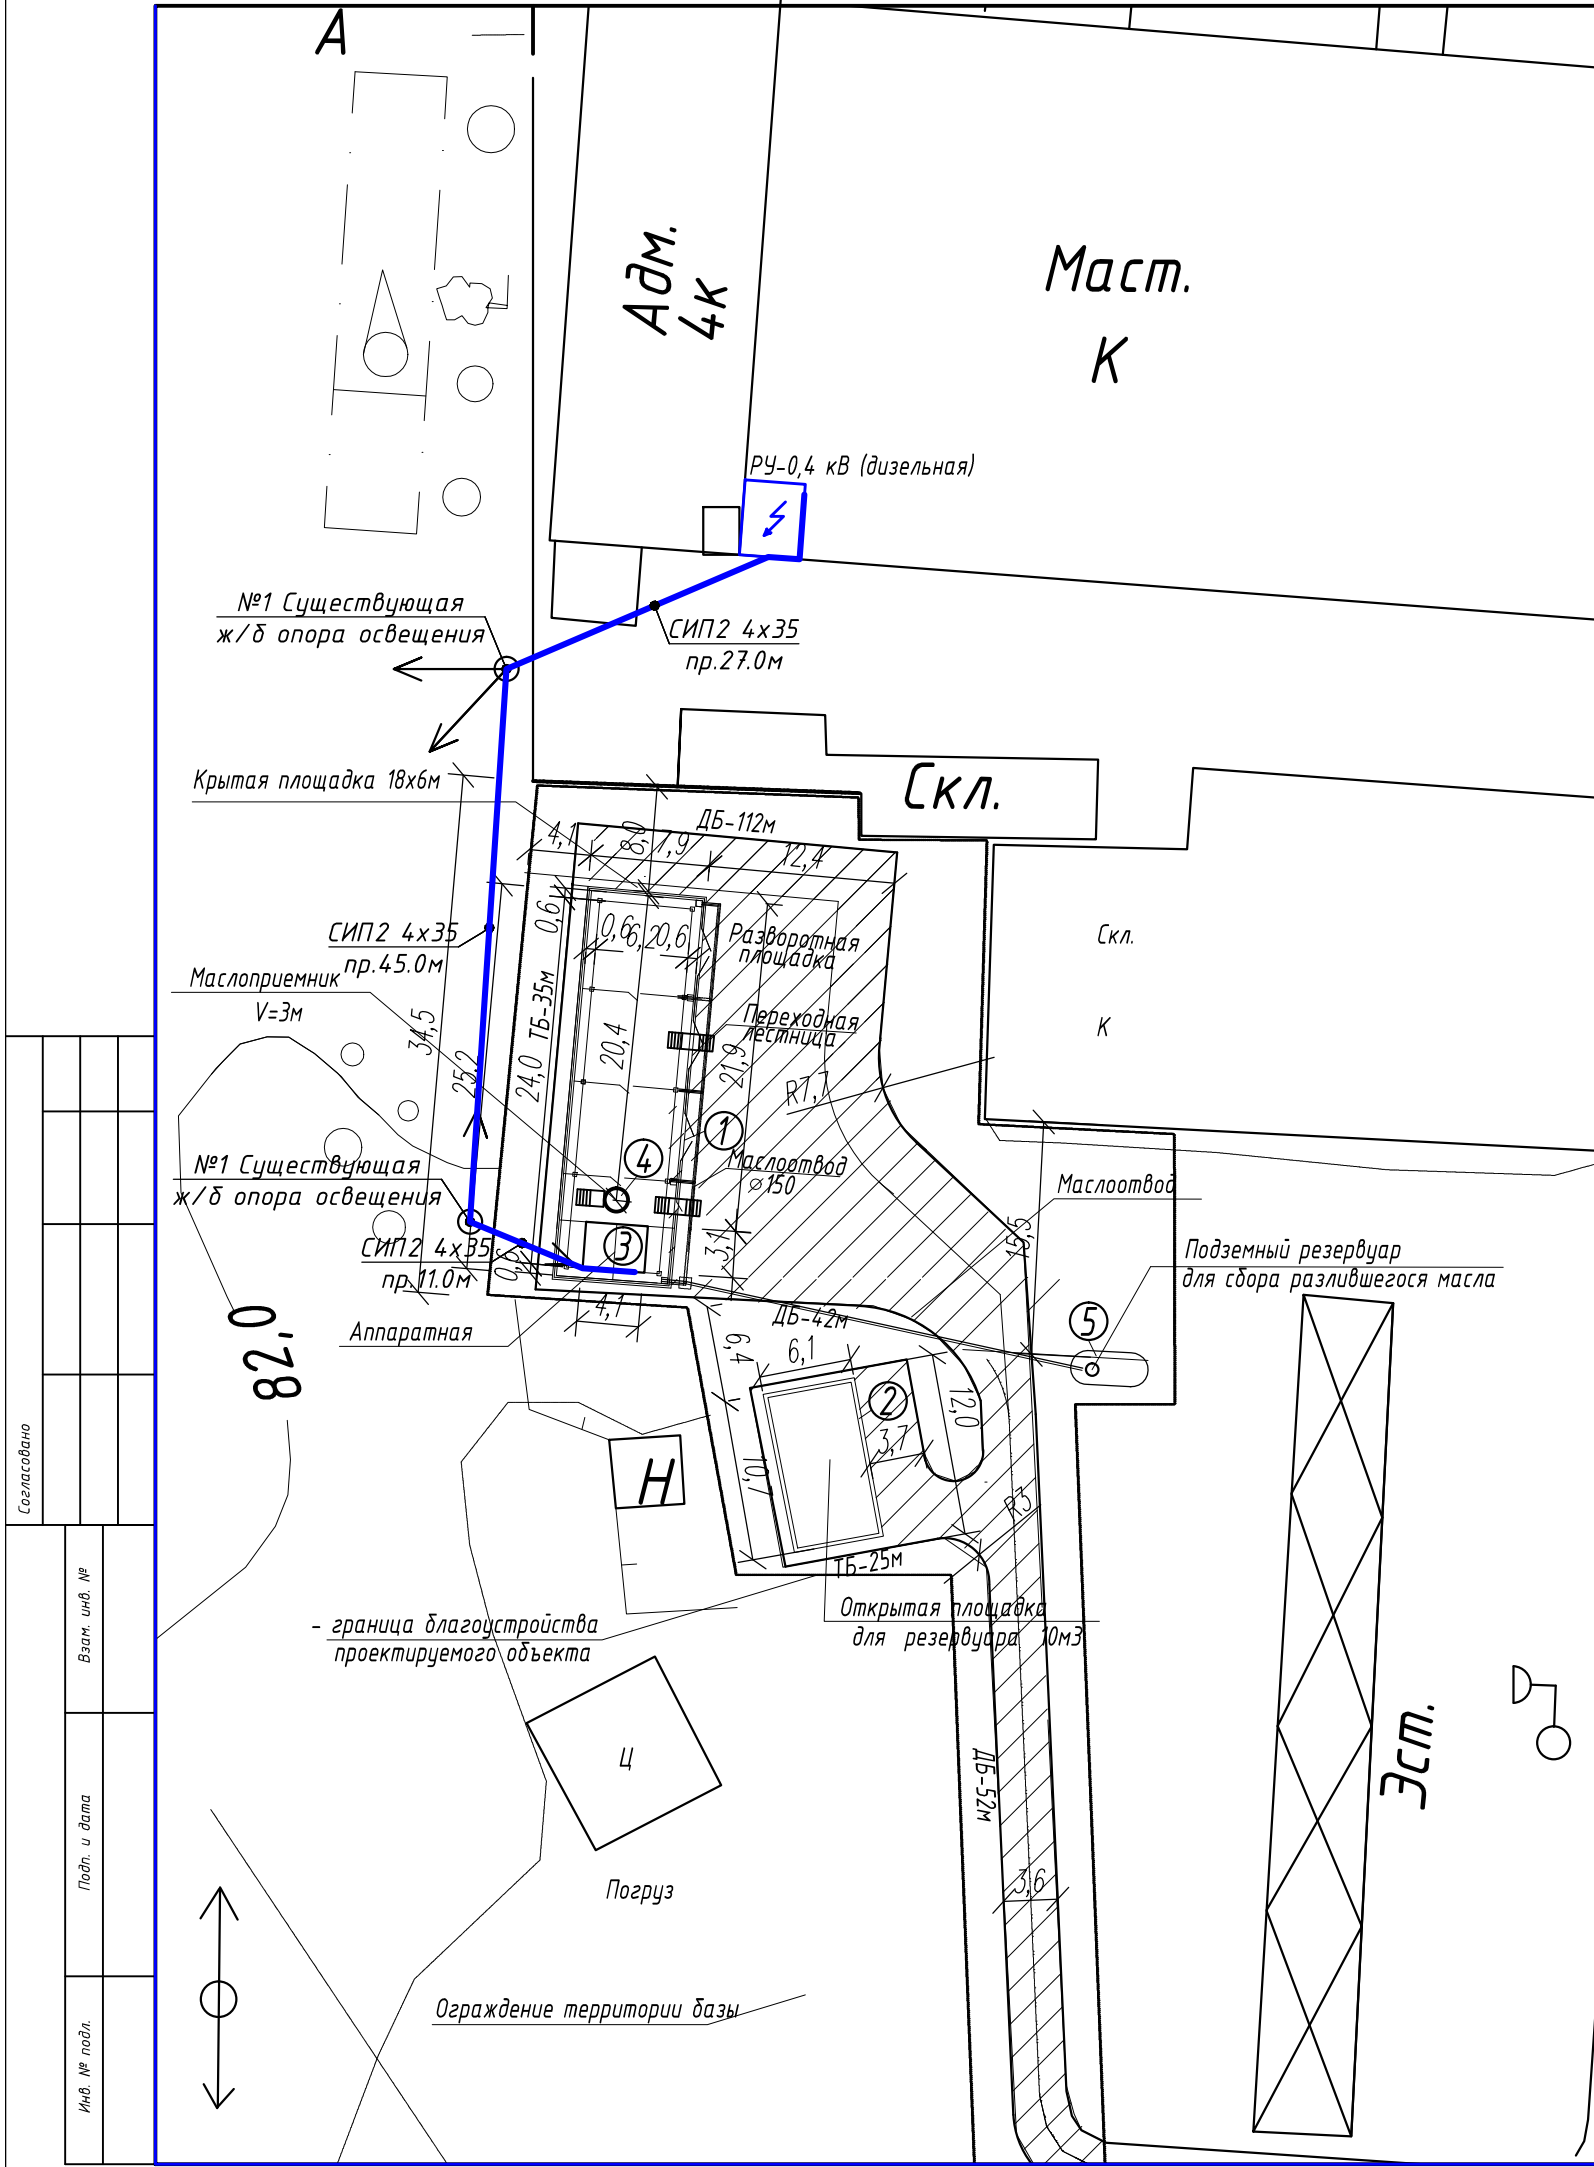 А
Адм.
4к
Маст.
К
РУ-0,4 кВ (дизельная)
№1 Существующая
ж/б опора освещения
СИП2 4х35
пр.27.0м
Крытая площадка 18х6м
Скл.
ДБ-112м
4,1
8,0
7,9
12,4
0,6
0,6
6,2
0,6
Разворотная
площадка
Скл.
К
СИП2 4х35
пр.45.0м
Маслоприемник
V=3м
34,5
25,2
24,0
ТБ-35м
20,4
Переходная
лестница
21,9
R7,7
1
4
Маслоотвод
⌀150
№1 Существующая
ж/б опора освещения
Маслоотвод
15,5
3
3,1
СИП2 4х35
пр.11.0м
0,6
Подземный резервуар
для сбора разлившегося масла
82,0
Аппаратная
4,1
ДБ-42м
5
6,4
6,1
2
12,0
3,7
10,1
Н
R3
ТБ-25м
Открытая площадка
для резервуара 10м3
- граница благоустройства
проектируемого объекта
Ц
Погруз
ДБ-52м
3,6
Эст.
Ограждение территории базы
Согласовано
Взам. инв. №
Подп. и дата
Инв. № подл.